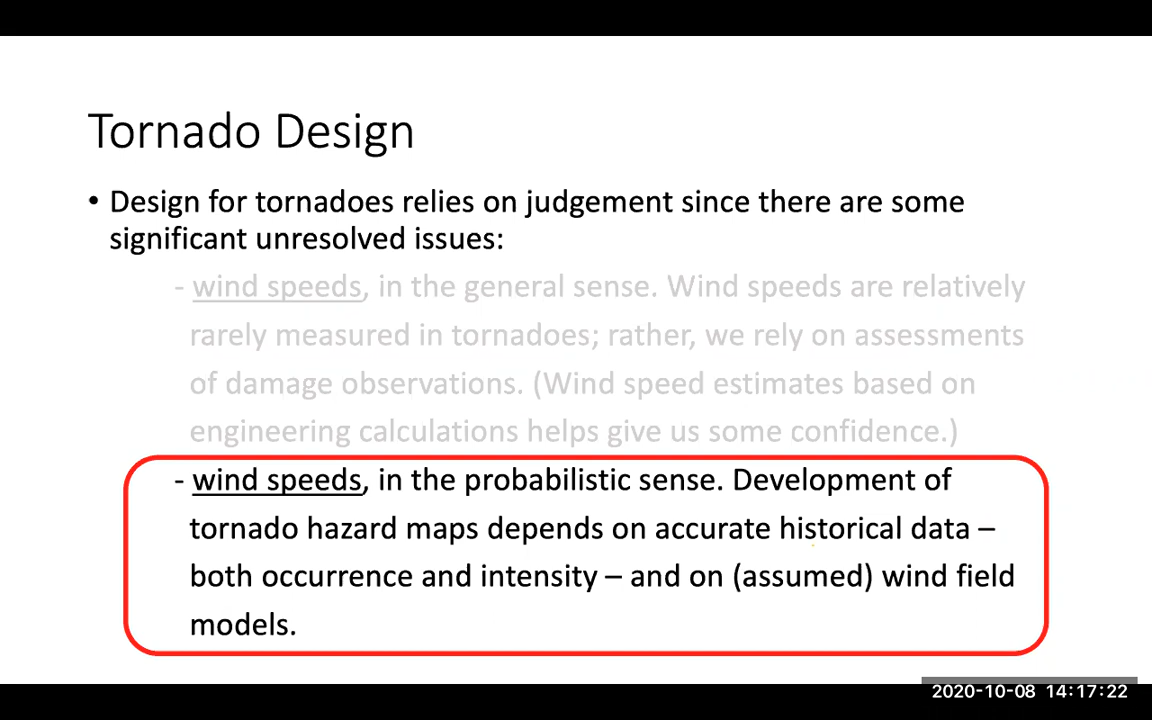 Tornado Design
• Design for tornadoes relies on judgement since there are some
significant unresolved issues:
- wind speeds, in the general sense. Wind speeds are relatively
rarely measured in tornadoes; rather, we rely on assessments
of damage observations. (Wind speed estimates based on
engineering calculations helps give us some confidence.)
- wind speeds, in the probabilistic sense. Development of
tornado hazard maps depends on accurate historical data –
both occurrence and intensity – and on (assumed) wind field
models.
2020-10-08 14:17:22